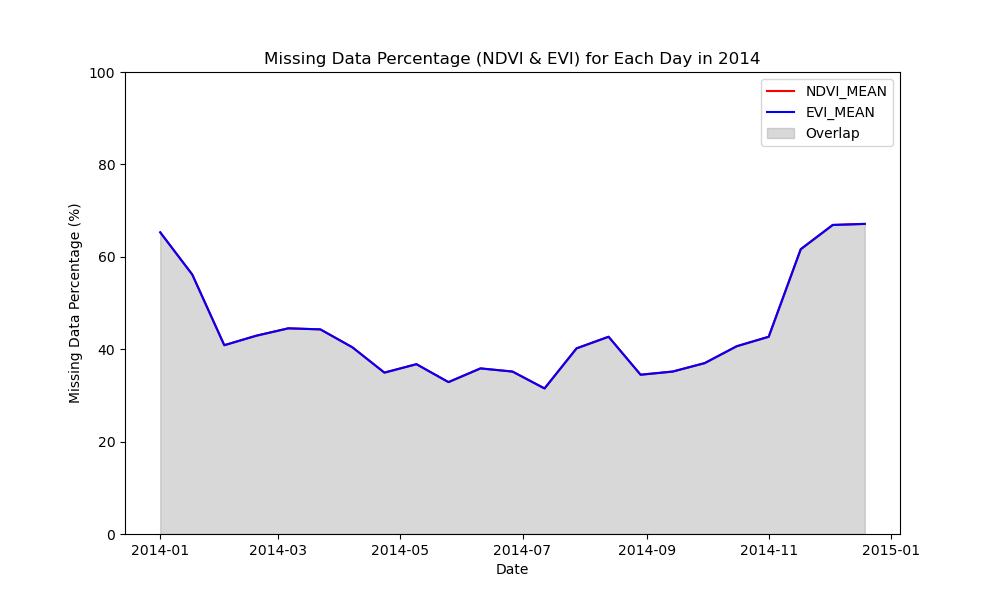 Missing Data Percentage (NDVI & EVI) for Each Day in 2014
100
80
60
40
20
0
Missing Data Percentage (%)
NDVI_MEAN
EVI_MEAN
Overlap
2014-01
2014-03
2014-05
2014-07
2014-09
2014-11
2015-01
Date